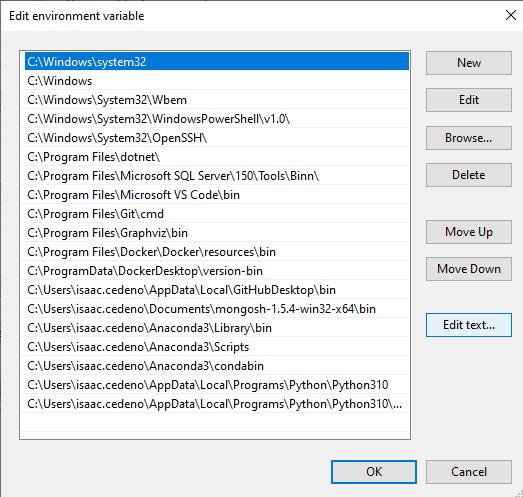 Edit environment variable
C:\Windows\system32
C:\Windows
C:\Windows\System32\Wbem
C:\Windows\System32\WindowsPowerShell\v1.0\
C:\Windows\System32\OpenSSH\
C:\Program Files\dotnet\
C:\Program Files\Microsoft SQL Server\150\Tools\Binn\
C:\Program Files\Microsoft VS Code\bin
C:\Program Files\Git\cmd
C:\Program Files\Graphviz\bin
C:\Program Files\Docker\Docker\resources\bin
C:\ProgramData\DockerDesktop\version-bin
C:\Users\isaac.cedeno\AppData\Local\GitHubDesktop\bin
C:\Users\isaac.cedeno\Documents\mongosh-1.5.4-win32-x64\bin
C:\Users\isaac.cedeno\Anaconda3\Library\bin
C:\Users\isaac.cedeno\Anaconda3\Scripts
C:\Users\isaac.cedeno\Anaconda3\condabin
C:\Users\isaac.cedeno\AppData\Local\Programs\Python\Python310
C:\Users\isaac.cedeno\AppData\Local\Programs\Python\Python310\...
New
Edit
Browse...
Delete
Move Up
Move Down
Edit text...
OK
Cancel